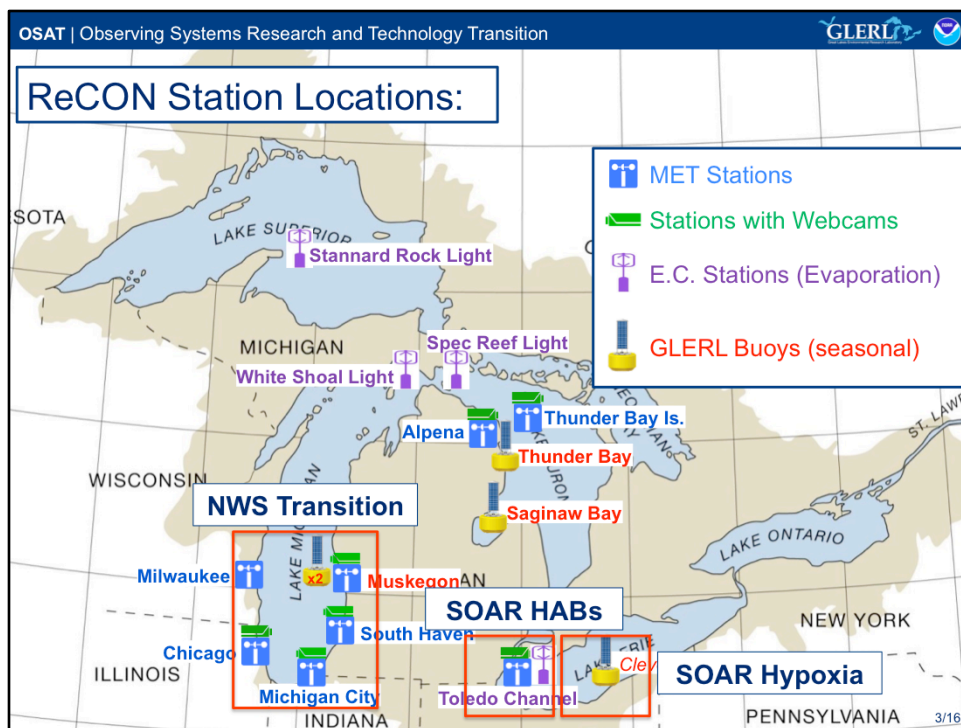 OSAT | Observing Systems Research and Technology Transition
GLERL
ReCON Station Locations:
MET Stations
Stations with Webcams
E.C. Stations (Evaporation)
GLERL Buoys (seasonal)
SOTA
LAKE SUPERIOR
Stannard Rock Light
MICHIGAN
Spec Reef Light
White Shoal Light
Thunder Bay Is.
Alpena
Thunder Bay
ST. LAW
WISCONSIN
NWS Transition
Saginaw Bay
LAKE ONTARIO
Milwaukee
x2
Muskegon
SOAR HABs
NEW YORK
South Haven
Chicago
ILLINOIS
Michigan City
Toledo Channel
Clev
SOAR Hypoxia
INDIANA
PENNSYLVANIA
3/16